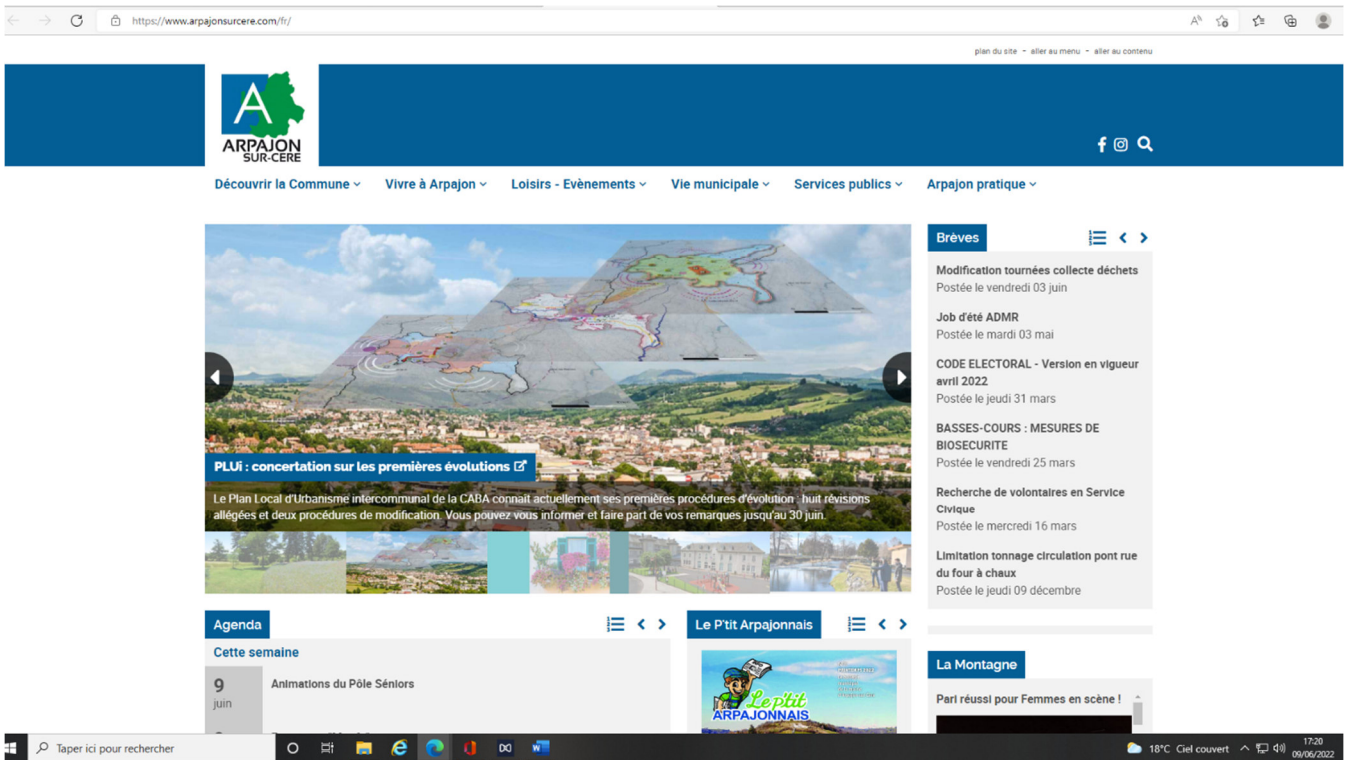 https://www.arpajonsurcere.com/fr/
plan du site - aller au menu - aller au contenu
A
ARPAJON
SUR-CERE
Découvrir la Commune
Vivre à Arpajon
Loisirs - Evènements
Vie municipale
Services publics
Arpajon pratique
PLUi : concertation sur les premières évolutions
Le Plan Local d'Urbanisme intercommunal de la CABA connait actuellement ses premières procédures d'évolution : huit révisions
allégées et deux procédures de modification. Vous pouvez vous informer et faire part de vos remarques jusqu'au 30 juin.
Brèves
Modification tournées collecte déchets
Postée le vendredi 03 juin
Job d'été ADMR
Postée le mardi 03 mai
CODE ELECTORAL - Version en vigueur
avril 2022
Postée le jeudi 31 mars
BASSES-COURS : MESURES DE
BIOSECURITE
Postée le vendredi 25 mars
Recherche de volontaires en Service
Civique
Postée le mercredi 16 mars
Limitation tonnage circulation pont rue
du four à chaux
Postée le jeudi 09 décembre
Agenda
Cette semaine
9
juin
Animations du Pôle Séniors
Le P'tit Arpajonnais
Le p'tit
ARPAJONNAIS
La Montagne
Pari réussi pour Femmes en scène !
Taper ici pour rechercher
18°C Ciel couvert
17:20
09/06/2022